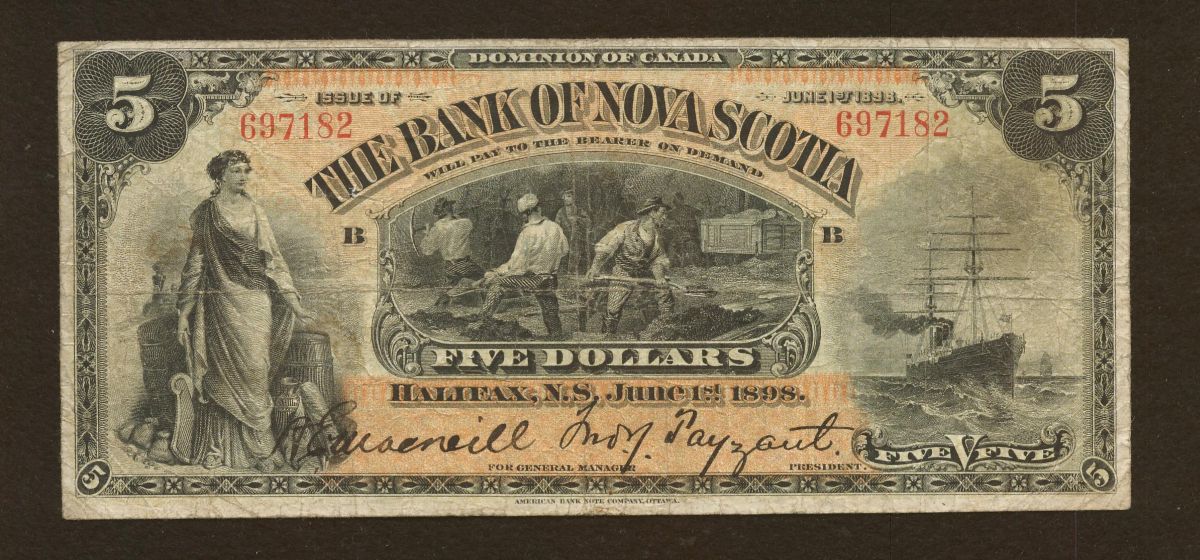 DOMINION OF CANADA
5 5
ISSUE OF JUNE 1ST 1898.
697182 697182
THE BANK OF NOVA SCOTIA
WILL PAY TO THE BEARER ON DEMAND
B B
FIVE DOLLARS
HALIFAX, N.S. June 1st 1898.
Jno Y. Payzant.
FOR GENERAL MANAGER PRESIDENT.
FIVE V FIVE
5 5
AMERICAN BANK NOTE COMPANY, OTTAWA.